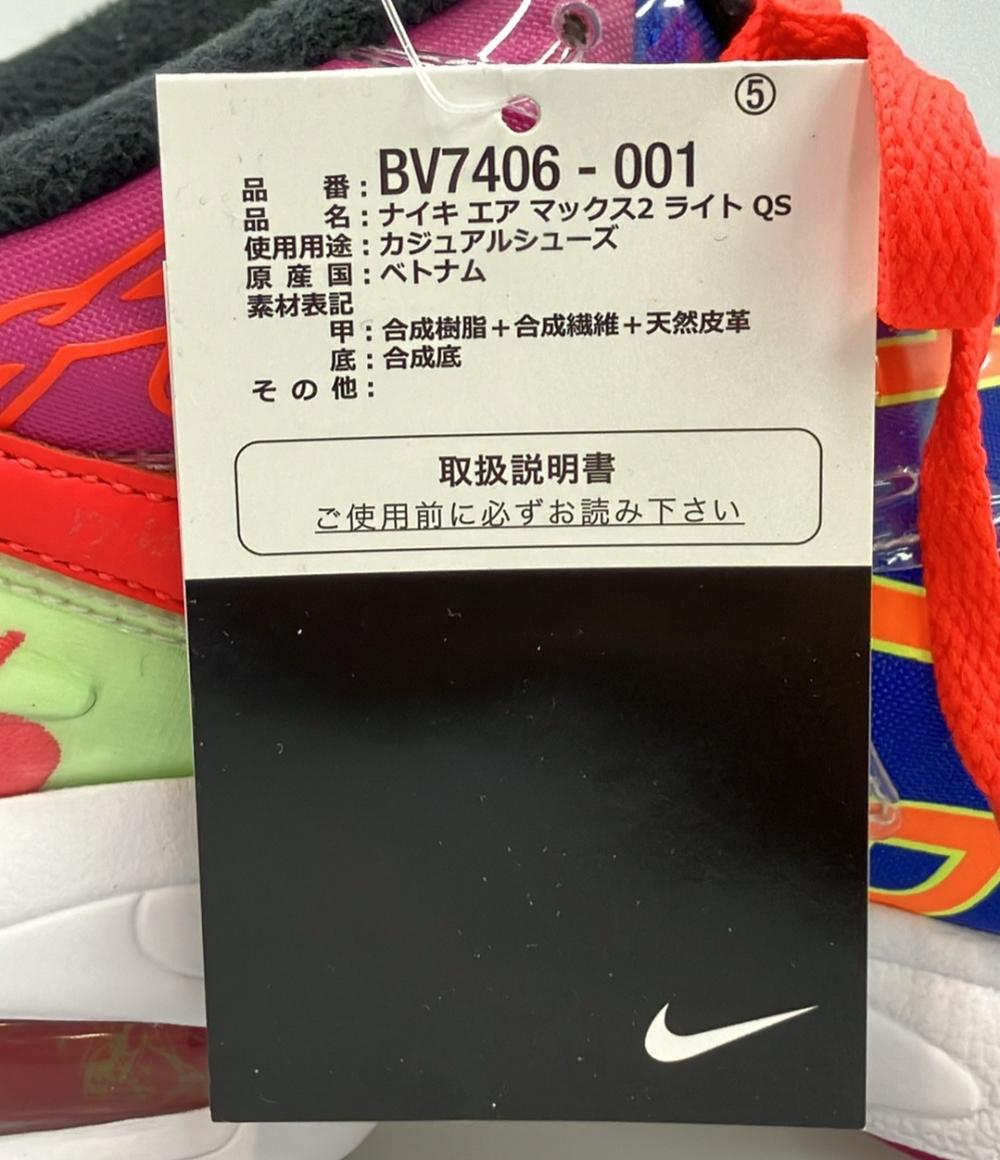 ⑤
品番:BV7406 - 001
品名:ナイキ エア マックス2 ライト QS
使用用途:カジュアルシューズ
原産国:ベトナム
素材表記
甲:合成樹脂+合成繊維+天然皮革
底:合成底
その他:
取扱説明書
ご使用前に必ずお読み下さい